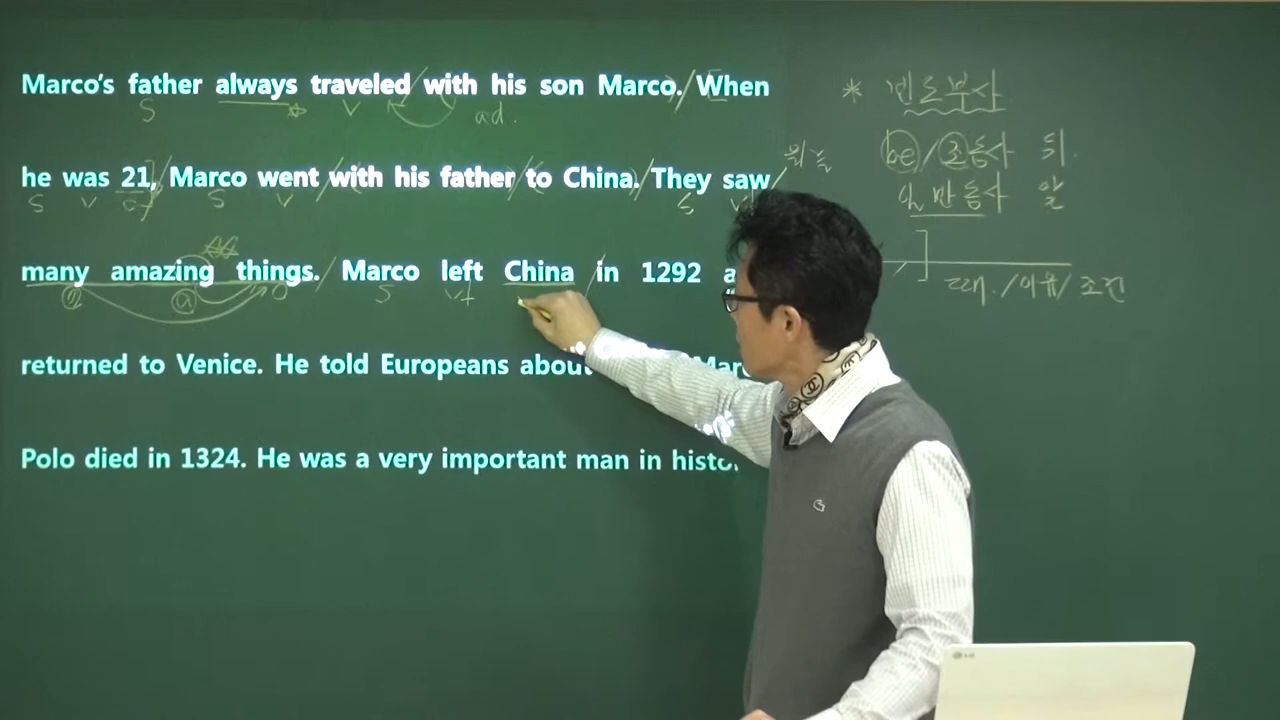 Marco's father always traveled with his son Marco. When
he was 21, Marco went with his father to China. They saw
many amazing things. Marco left China in 1292
returned to Venice. He told Europeans about
Polo died in 1324. He was a very important man in
S V ad.
S V S V S
a a S vt
* 빈도부사
be/조동사 뒤
일반동사 앞
때 / 이유 / 조건
LG